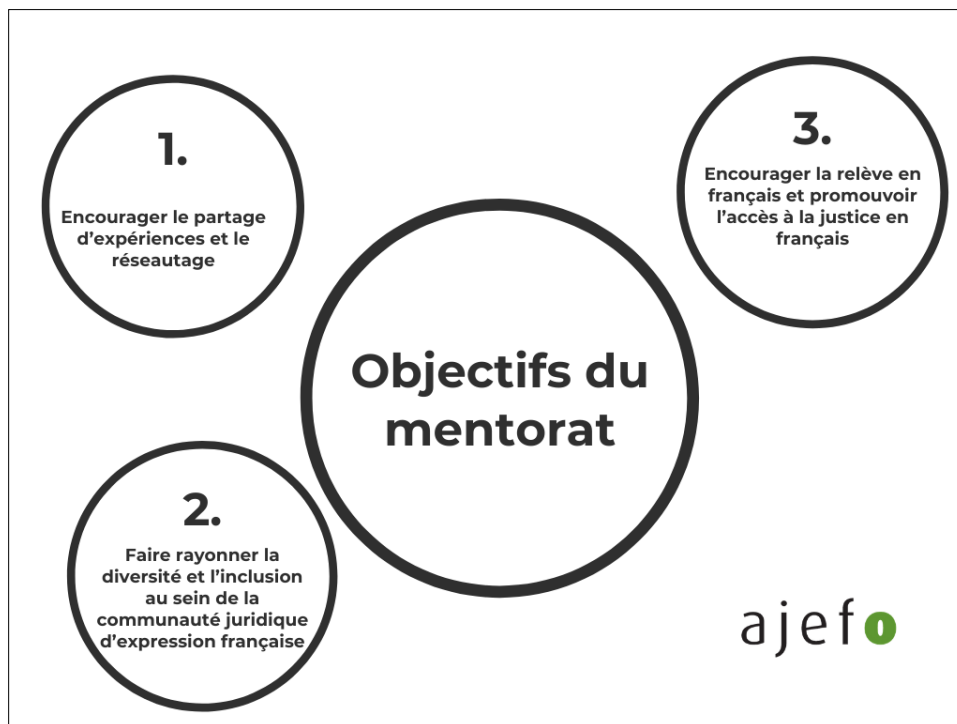 1.
Encourager le partage
d'expériences et le
réseautage
2.
Faire rayonner la
diversité et l'inclusion
au sein de la
communauté juridique
d'expression française
3.
Encourager la relève en
français et promouvoir
l'accès à la justice en
français
Objectifs du
mentorat
ajefo